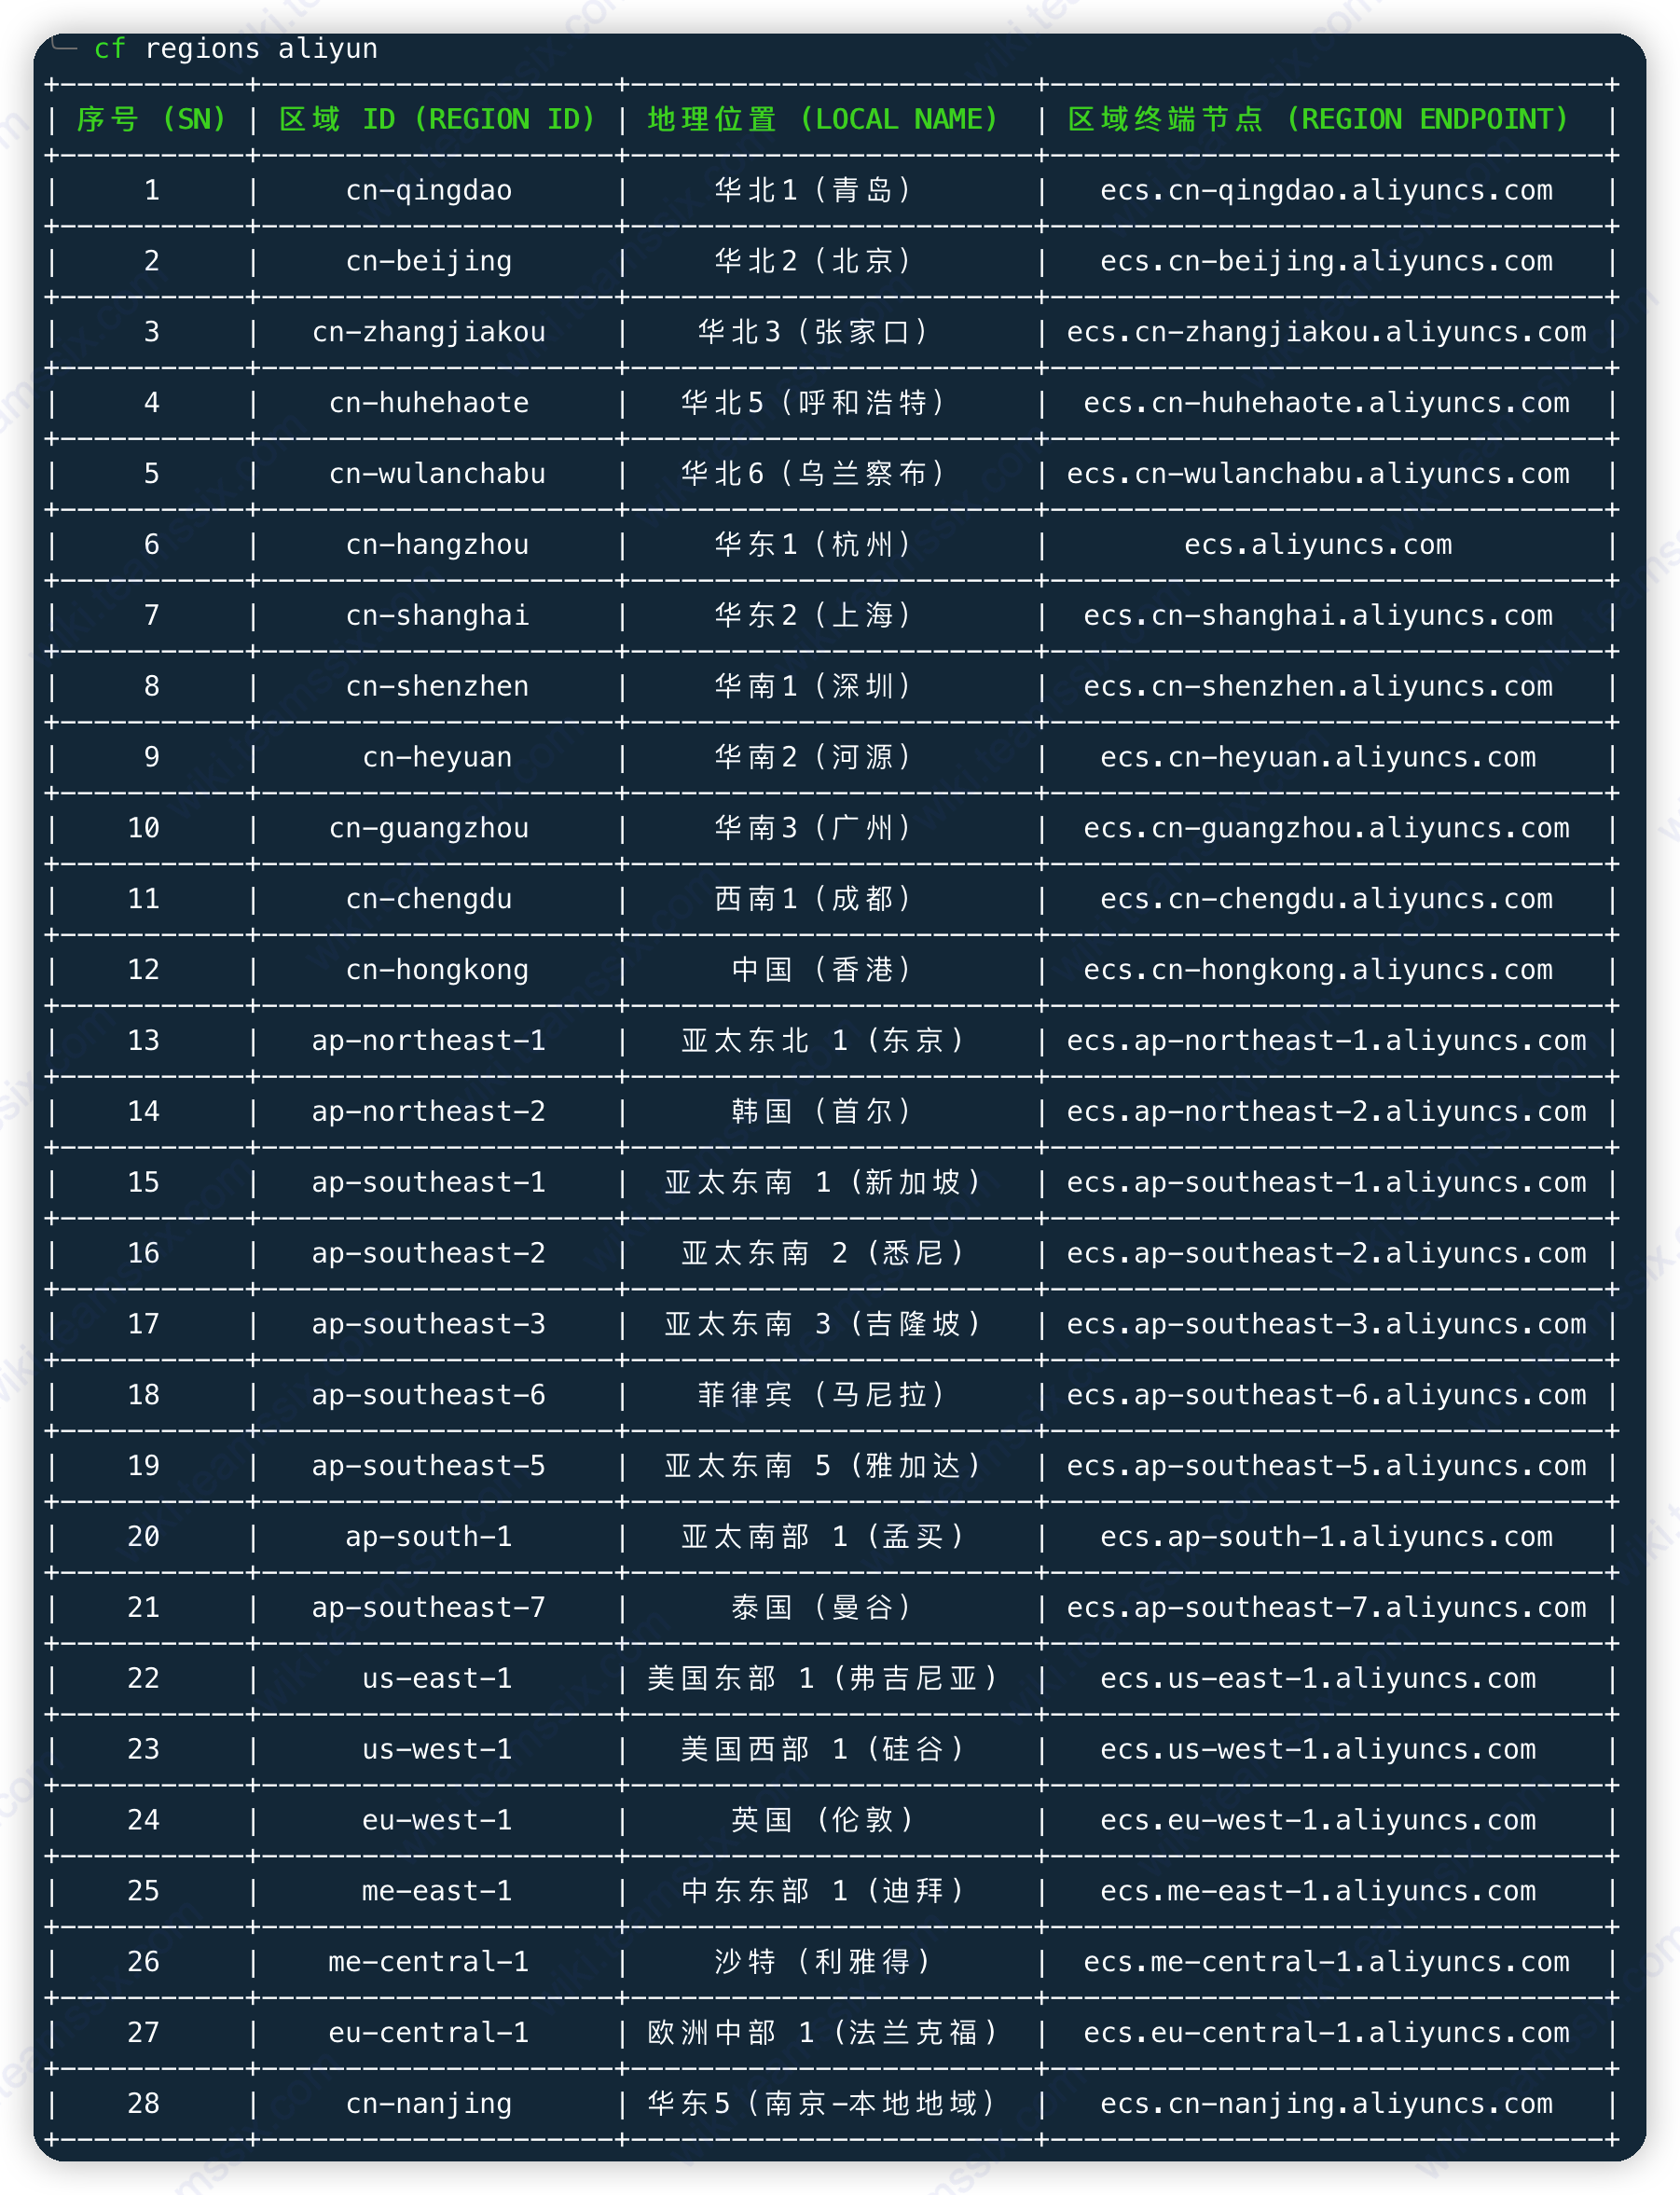 cf regions aliyun
序号 (SN) | 区域 ID (REGION ID) | 地理位置 (LOCAL NAME) | 区域终端节点 (REGION ENDPOINT)
1 | cn-qingdao | 华北1（青岛） | ecs.cn-qingdao.aliyuncs.com
2 | cn-beijing | 华北2（北京） | ecs.cn-beijing.aliyuncs.com
3 | cn-zhangjiakou | 华北3（张家口） | ecs.cn-zhangjiakou.aliyuncs.com
4 | cn-huhehaote | 华北5（呼和浩特） | ecs.cn-huhehaote.aliyuncs.com
5 | cn-wulanchabu | 华北6（乌兰察布） | ecs.cn-wulanchabu.aliyuncs.com
6 | cn-hangzhou | 华东1（杭州） | ecs.aliyuncs.com
7 | cn-shanghai | 华东2（上海） | ecs.cn-shanghai.aliyuncs.com
8 | cn-shenzhen | 华南1（深圳） | ecs.cn-shenzhen.aliyuncs.com
9 | cn-heyuan | 华南2（河源） | ecs.cn-heyuan.aliyuncs.com
10 | cn-guangzhou | 华南3（广州） | ecs.cn-guangzhou.aliyuncs.com
11 | cn-chengdu | 西南1（成都） | ecs.cn-chengdu.aliyuncs.com
12 | cn-hongkong | 中国（香港） | ecs.cn-hongkong.aliyuncs.com
13 | ap-northeast-1 | 亚太东北 1 (东京) | ecs.ap-northeast-1.aliyuncs.com
14 | ap-northeast-2 | 韩国（首尔） | ecs.ap-northeast-2.aliyuncs.com
15 | ap-southeast-1 | 亚太东南 1 (新加坡) | ecs.ap-southeast-1.aliyuncs.com
16 | ap-southeast-2 | 亚太东南 2 (悉尼) | ecs.ap-southeast-2.aliyuncs.com
17 | ap-southeast-3 | 亚太东南 3 (吉隆坡) | ecs.ap-southeast-3.aliyuncs.com
18 | ap-southeast-6 | 菲律宾（马尼拉） | ecs.ap-southeast-6.aliyuncs.com
19 | ap-southeast-5 | 亚太东南 5 (雅加达) | ecs.ap-southeast-5.aliyuncs.com
20 | ap-south-1 | 亚太南部 1 (孟买) | ecs.ap-south-1.aliyuncs.com
21 | ap-southeast-7 | 泰国（曼谷） | ecs.ap-southeast-7.aliyuncs.com
22 | us-east-1 | 美国东部 1 (弗吉尼亚) | ecs.us-east-1.aliyuncs.com
23 | us-west-1 | 美国西部 1 (硅谷) | ecs.us-west-1.aliyuncs.com
24 | eu-west-1 | 英国 (伦敦) | ecs.eu-west-1.aliyuncs.com
25 | me-east-1 | 中东东部 1 (迪拜) | ecs.me-east-1.aliyuncs.com
26 | me-central-1 | 沙特（利雅得） | ecs.me-central-1.aliyuncs.com
27 | eu-central-1 | 欧洲中部 1 (法兰克福) | ecs.eu-central-1.aliyuncs.com
28 | cn-nanjing | 华东5（南京-本地地域） | ecs.cn-nanjing.aliyuncs.com
wiki.teamssix.com